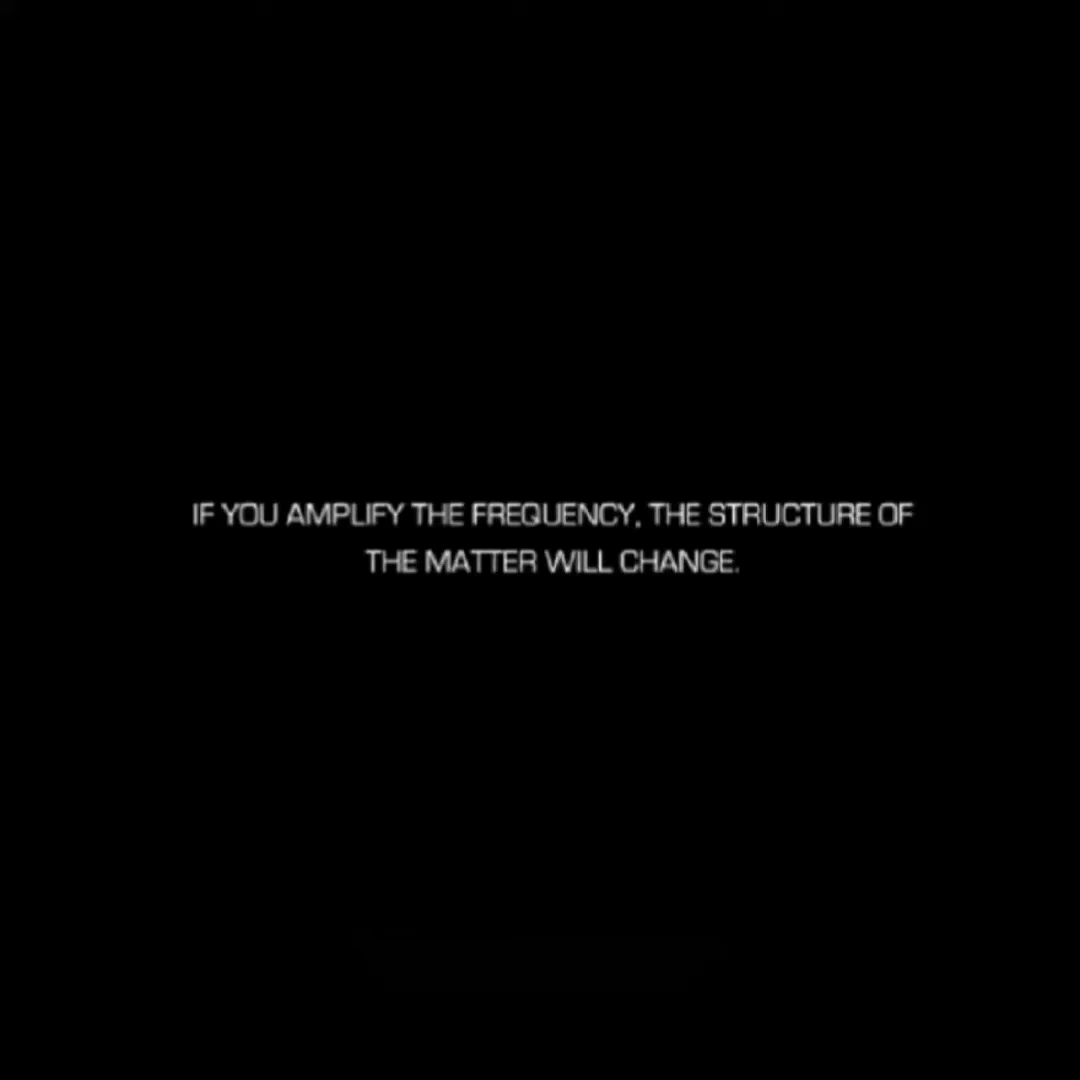 IF YOU AMPLIFY THE FREQUENCY, THE STRUCTURE OF
THE MATTER WILL CHANGE.